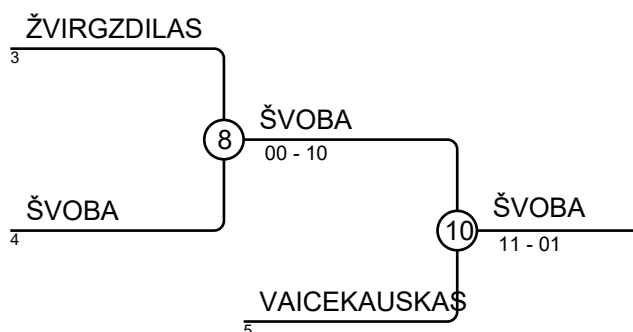 ŽVIRGZDILAS
3
8
ŠVOBA
00 - 10
ŠVOBA
4
10
ŠVOBA
11 - 01
VAICEKAUSKAS
5